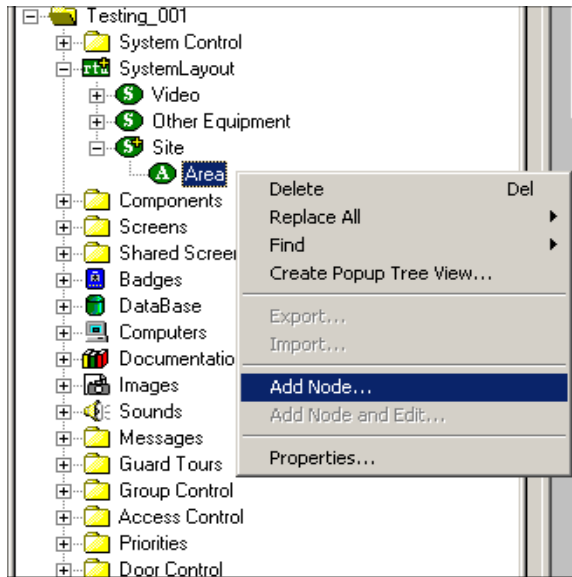 Testing_001
System Control
rtu SystemLayout
S Video
S Other Equipment
S Site
A Area
Components
Screens
Shared Screen
Badges
DataBase
Computers
Documentatio
Images
Sounds
Messages
Guard Tours
Group Control
Access Control
Priorities
Door Control
Delete Del
Replace All
Find
Create Popup Tree View...
Export...
Import...
Add Node...
Add Node and Edit...
Properties...